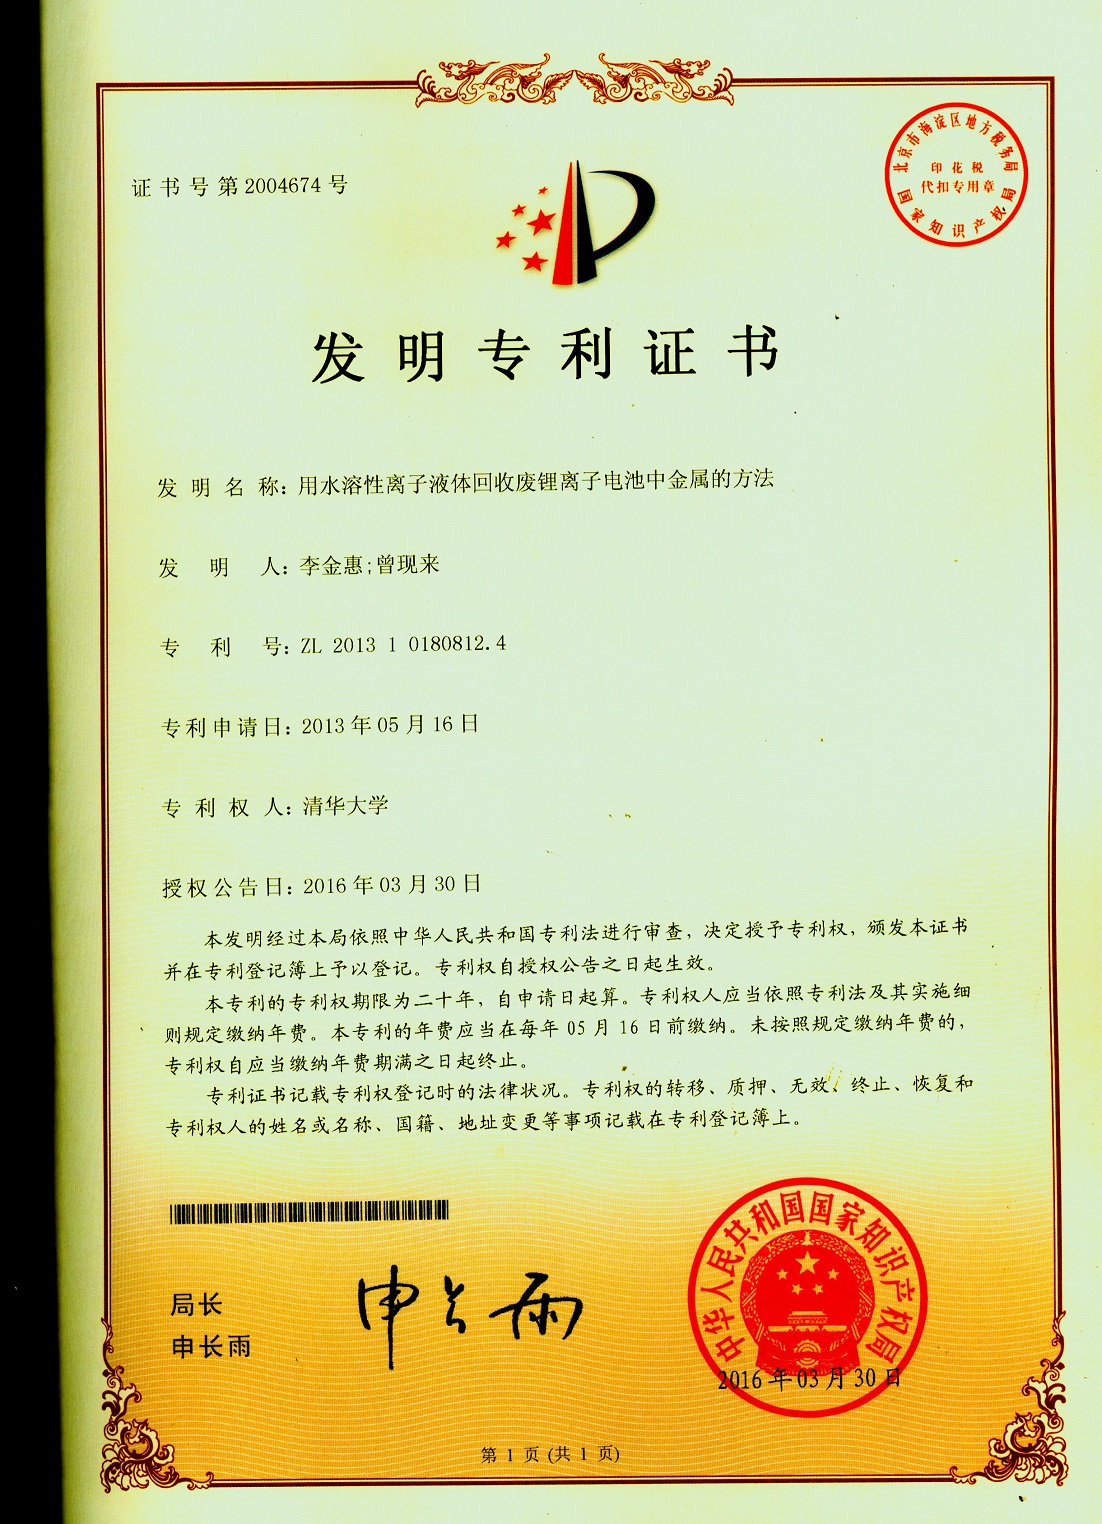 证书号第2004674号
北京市海淀区地方税务局
印花税
代扣专用章
国家知识产权局
发明专利证书
发明名称：用水溶性离子液体回收废锂离子电池中金属的方法
发明人：李金惠;曾现来
专利号：ZL 2013 1 0180812.4
专利申请日：2013年05月16日
专利权人：清华大学
授权公告日：2016年03月30日
本发明经过本局依照中华人民共和国专利法进行审查，决定授予专利权，颁发本证书
并在专利登记簿上予以登记。专利权自授权公告之日起生效。
本专利的专利权期限为二十年，自申请日起算。专利权人应当依照专利法及其实施细
则规定缴纳年费。本专利的年费应当在每年05月16日前缴纳。未按照规定缴纳年费的，
专利权自应当缴纳年费期满之日起终止。
专利证书记载专利权登记时的法律状况。专利权的转移、质押、无效、终止、恢复和
专利权人的姓名或名称、国籍、地址变更等事项记载在专利登记簿上。
局长
申长雨
申长雨
中华人民共和国国家知识产权局
2016年03月30日
第1页(共1页)